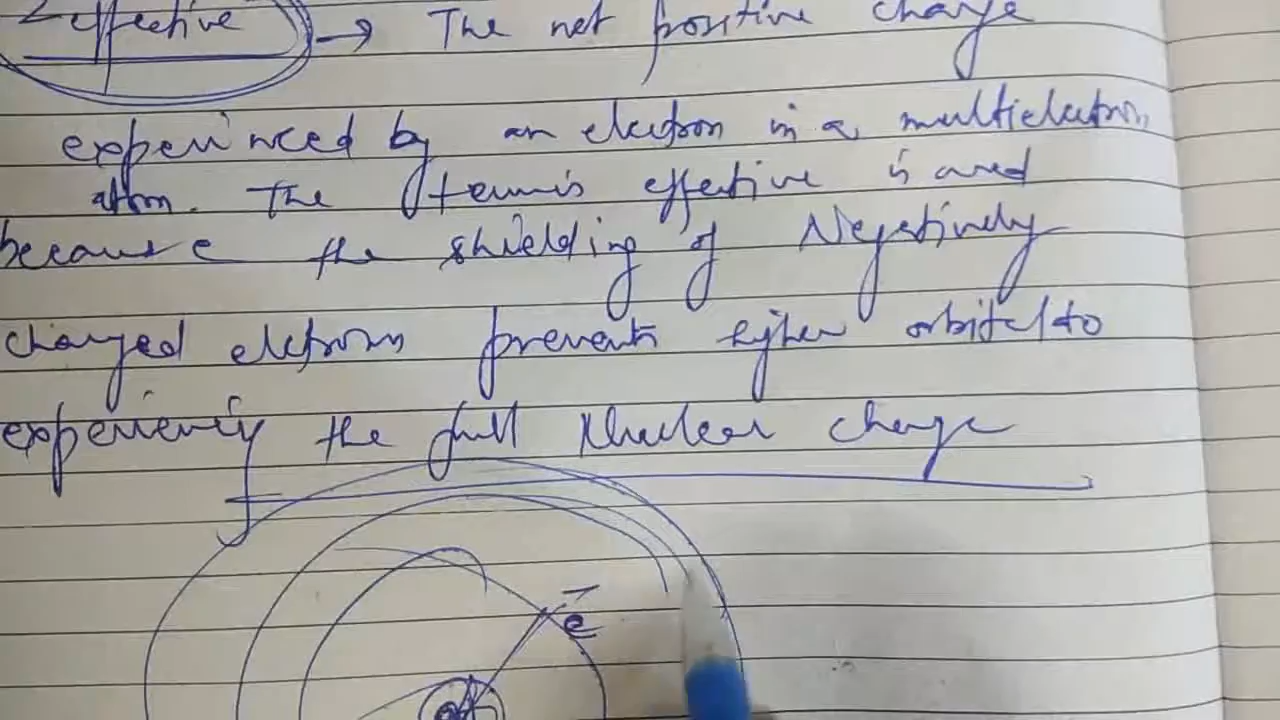 Zeffective → The net positive charge
experienced by an electron in a multielectron
atom. The term is effective is used
because the shielding of Negatively
charged electrons prevents higher orbital to
experiencing the full Nuclear charge
e